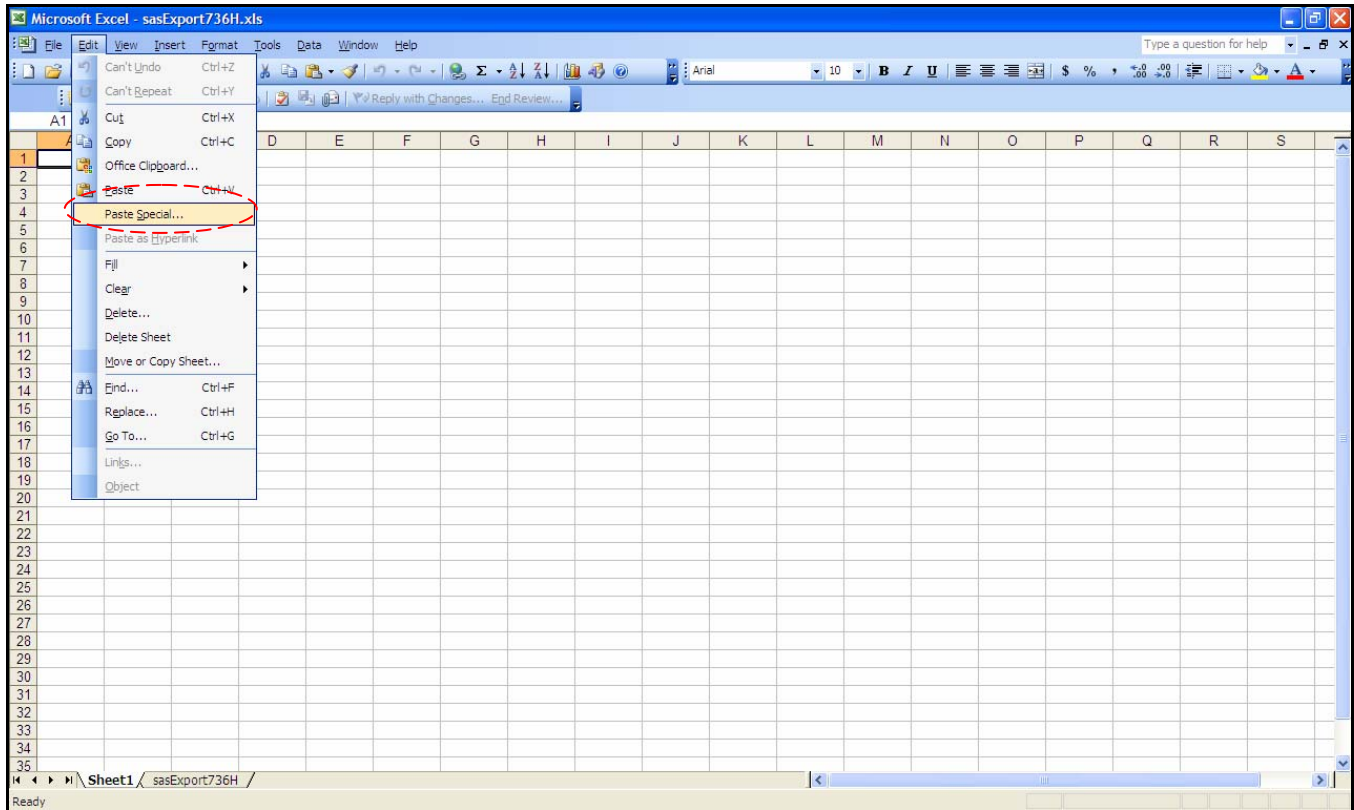 Microsoft Excel - sasExport736H.xls
File Edit View Insert Format Tools Data Window Help Type a question for help
Arial 10 B I U $ % ,
Reply with Changes... End Review...
A1
D E F G H I J K L M N O P Q R S
Can't Undo Ctrl+Z
Can't Repeat Ctrl+Y
Cut Ctrl+X
Copy Ctrl+C
Office Clipboard...
Paste Ctrl+V
Paste Special...
Paste as Hyperlink
Fill
Clear
Delete...
Delete Sheet
Move or Copy Sheet...
Find... Ctrl+F
Replace... Ctrl+H
Go To... Ctrl+G
Links...
Object
1
2
3
4
5
6
7
8
9
10
11
12
13
14
15
16
17
18
19
20
21
22
23
24
25
26
27
28
29
30
31
32
33
34
35
Sheet1 sasExport736H
Ready